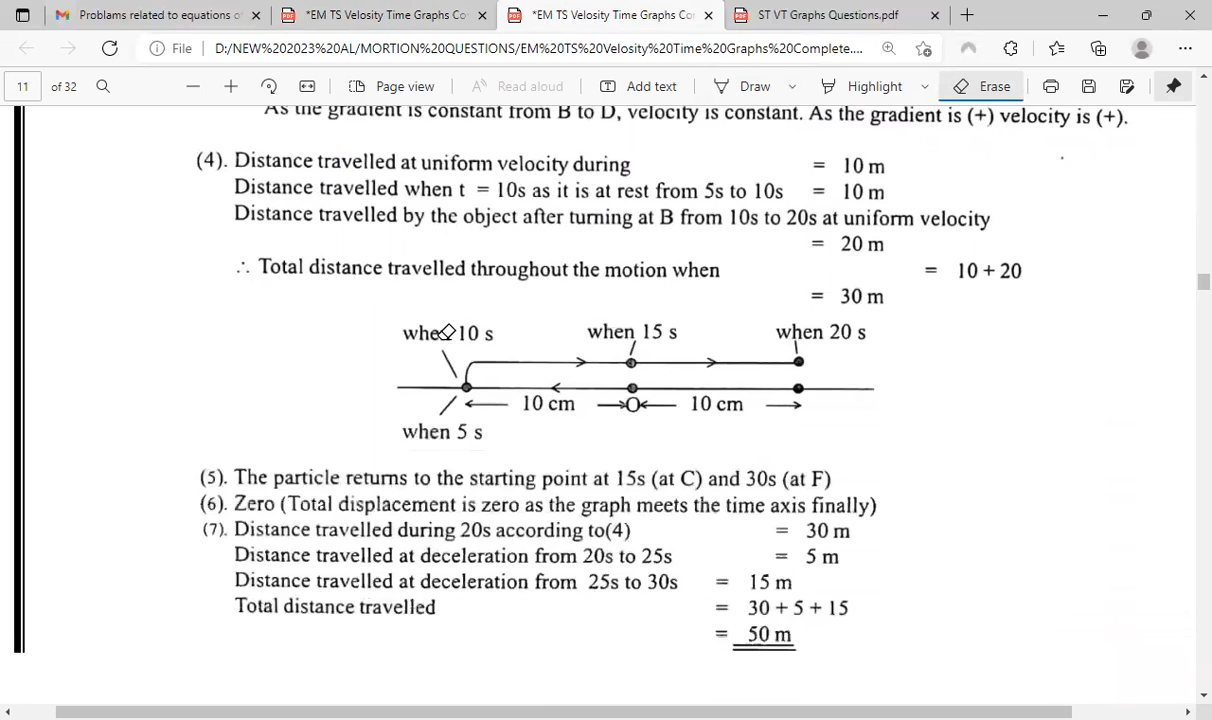 Problems related to equations o
*EM TS Velosity Time Graphs Co
*EM TS Velosity Time Graphs Co
ST VT Graphs Questions.pdf
File
D:/NEW%202023%20AL/MORTION%20QUESTIONS/EM%20TS%20Velosity%20Time%20Graphs%20Complete....
11 of 32
Page view
Read aloud
Add text
Draw
Highlight
Erase
As the gradient is constant from B to D, velocity is constant. As the gradient is (+) velocity is (+).
(4). Distance travelled at uniform velocity during = 10 m
Distance travelled when t = 10s as it is at rest from 5s to 10s = 10 m
Distance travelled by the object after turning at B from 10s to 20s at uniform velocity
= 20 m
∴ Total distance travelled throughout the motion when = 10 + 20
= 30 m
10 s when 15 s when 20 s
10 cm O 10 cm
when 5 s
(5). The particle returns to the starting point at 15s (at C) and 30s (at F)
(6). Zero (Total displacement is zero as the graph meets the time axis finally)
(7). Distance travelled during 20s according to(4) = 30 m
Distance travelled at deceleration from 20s to 25s = 5 m
Distance travelled at deceleration from 25s to 30s = 15 m
Total distance travelled = 30 + 5 + 15
= 50 m